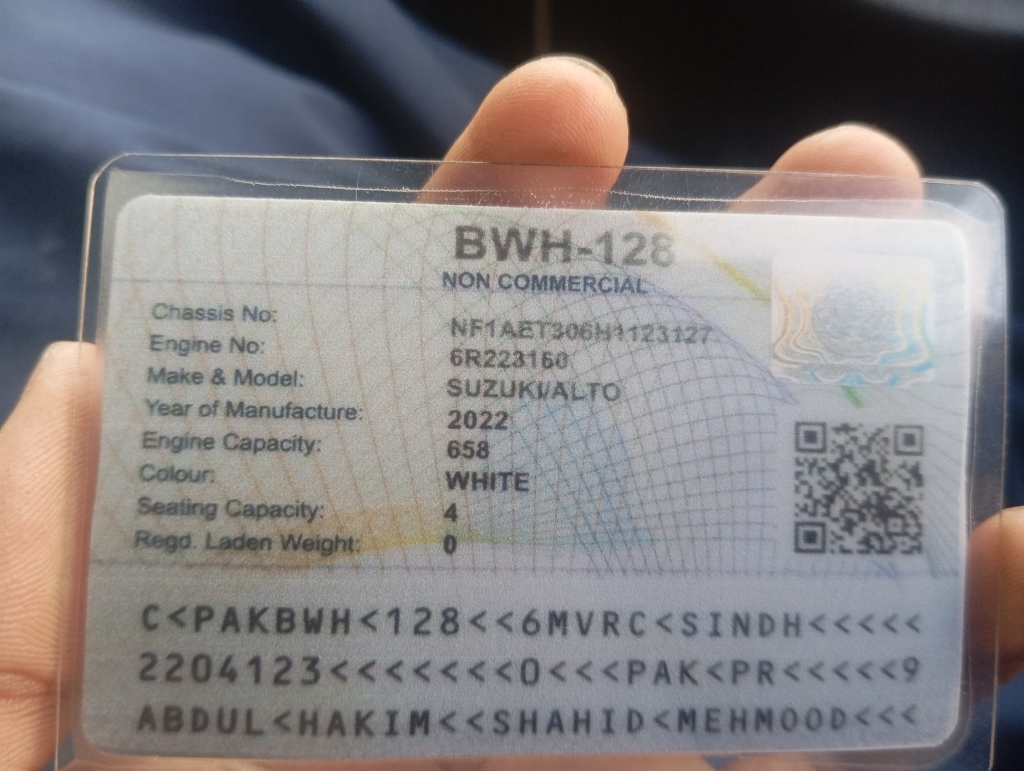 BWH-128
NON COMMERCIAL
Chassis No: NF1AET306H1123127
Engine No: 6R223160
Make & Model: SUZUKI/ALTO
Year of Manufacture: 2022
Engine Capacity: 658
Colour: WHITE
Seating Capacity: 4
Regd. Laden Weight: 0
C<PAKBWH<128<<6MVRC<SINDH<<<<<
2204123<<<<<<<0<<<PAK<PR<<<<<9
ABDUL<HAKIM<<SHAHID<MEHMOOD<<<